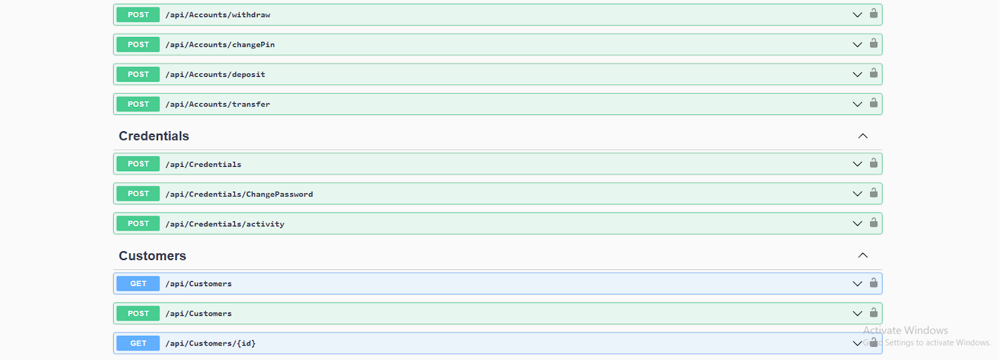 POST /api/Accounts/withdraw
POST /api/Accounts/changePin
POST /api/Accounts/deposit
POST /api/Accounts/transfer
Credentials
POST /api/Credentials
POST /api/Credentials/ChangePassword
POST /api/Credentials/activity
Customers
GET /api/Customers
POST /api/Customers
Activate Windows
GET /api/Customers/{id}
Settings to activate Windows.